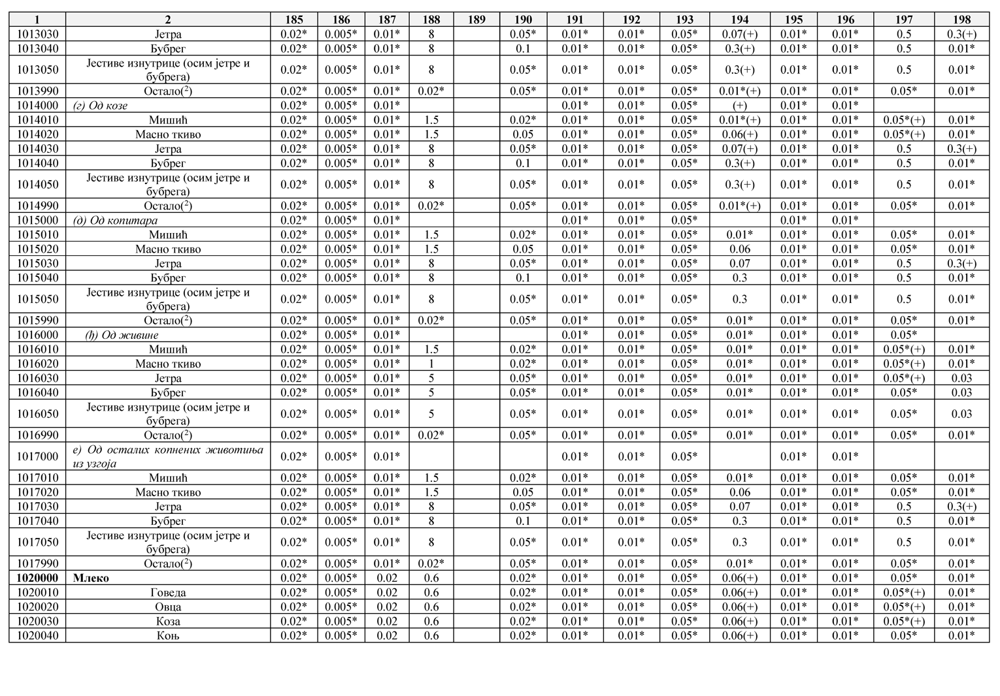 1 2 185 186 187 188 189 190 191 192 193 194 195 196 197 198
1013030 Јетра 0.02* 0.005* 0.01* 8 0.05* 0.01* 0.01* 0.05* 0.07(+) 0.01* 0.01* 0.5 0.3(+)
1013040 Бубрег 0.02* 0.005* 0.01* 8 0.1 0.01* 0.01* 0.05* 0.3(+) 0.01* 0.01* 0.5 0.01*
1013050 Јестиве изнутрице (осим јетре и
бубрега) 0.02* 0.005* 0.01* 8 0.05* 0.01* 0.01* 0.05* 0.3(+) 0.01* 0.01* 0.5 0.01*
1013990 Остало(2) 0.02* 0.005* 0.01* 0.02* 0.05* 0.01* 0.01* 0.05* 0.01*(+) 0.01* 0.01* 0.05* 0.01*
1014000 (г) Од козе 0.02* 0.005* 0.01* 0.01* 0.01* 0.05* (+) 0.01* 0.01*
1014010 Мишић 0.02* 0.005* 0.01* 1.5 0.02* 0.01* 0.01* 0.05* 0.01*(+) 0.01* 0.01* 0.05*(+) 0.01*
1014020 Масно ткиво 0.02* 0.005* 0.01* 1.5 0.05 0.01* 0.01* 0.05* 0.06(+) 0.01* 0.01* 0.05*(+) 0.01*
1014030 Јетра 0.02* 0.005* 0.01* 8 0.05* 0.01* 0.01* 0.05* 0.07(+) 0.01* 0.01* 0.5 0.3(+)
1014040 Бубрег 0.02* 0.005* 0.01* 8 0.1 0.01* 0.01* 0.05* 0.3(+) 0.01* 0.01* 0.5 0.01*
1014050 Јестиве изнутрице (осим јетре и
бубрега) 0.02* 0.005* 0.01* 8 0.05* 0.01* 0.01* 0.05* 0.3(+) 0.01* 0.01* 0.5 0.01*
1014990 Остало(2) 0.02* 0.005* 0.01* 0.02* 0.05* 0.01* 0.01* 0.05* 0.01*(+) 0.01* 0.01* 0.05* 0.01*
1015000 (д) Од копитара 0.02* 0.005* 0.01* 0.01* 0.01* 0.05* 0.01* 0.01*
1015010 Мишић 0.02* 0.005* 0.01* 1.5 0.02* 0.01* 0.01* 0.05* 0.01* 0.01* 0.01* 0.05* 0.01*
1015020 Масно ткиво 0.02* 0.005* 0.01* 1.5 0.05 0.01* 0.01* 0.05* 0.06 0.01* 0.01* 0.05* 0.01*
1015030 Јетра 0.02* 0.005* 0.01* 8 0.05* 0.01* 0.01* 0.05* 0.07 0.01* 0.01* 0.5 0.3(+)
1015040 Бубрег 0.02* 0.005* 0.01* 8 0.1 0.01* 0.01* 0.05* 0.3 0.01* 0.01* 0.5 0.01*
1015050 Јестиве изнутрице (осим јетре и
бубрега) 0.02* 0.005* 0.01* 8 0.05* 0.01* 0.01* 0.05* 0.3 0.01* 0.01* 0.5 0.01*
1015990 Остало(2) 0.02* 0.005* 0.01* 0.02* 0.05* 0.01* 0.01* 0.05* 0.01* 0.01* 0.01* 0.05* 0.01*
1016000 (ђ) Од живине 0.02* 0.005* 0.01* 0.01* 0.01* 0.05* 0.01* 0.01* 0.01* 0.05*
1016010 Мишић 0.02* 0.005* 0.01* 1.5 0.02* 0.01* 0.01* 0.05* 0.01* 0.01* 0.01* 0.05*(+) 0.01*
1016020 Масно ткиво 0.02* 0.005* 0.01* 1 0.02* 0.01* 0.01* 0.05* 0.01* 0.01* 0.01* 0.05*(+) 0.01*
1016030 Јетра 0.02* 0.005* 0.01* 5 0.05* 0.01* 0.01* 0.05* 0.01* 0.01* 0.01* 0.05*(+) 0.03
1016040 Бубрег 0.02* 0.005* 0.01* 5 0.05* 0.01* 0.01* 0.05* 0.01* 0.01* 0.01* 0.05* 0.03
1016050 Јестиве изнутрице (осим јетре и
бубрега) 0.02* 0.005* 0.01* 5 0.05* 0.01* 0.01* 0.05* 0.01* 0.01* 0.01* 0.05* 0.03
1016990 Остало(2) 0.02* 0.005* 0.01* 0.02* 0.05* 0.01* 0.01* 0.05* 0.01* 0.01* 0.01* 0.05* 0.01*
1017000 е) Од осталих копнених животиња
из узгоја 0.02* 0.005* 0.01* 0.01* 0.01* 0.05* 0.01* 0.01*
1017010 Мишић 0.02* 0.005* 0.01* 1.5 0.02* 0.01* 0.01* 0.05* 0.01* 0.01* 0.01* 0.05* 0.01*
1017020 Масно ткиво 0.02* 0.005* 0.01* 1.5 0.05 0.01* 0.01* 0.05* 0.06 0.01* 0.01* 0.05* 0.01*
1017030 Јетра 0.02* 0.005* 0.01* 8 0.05* 0.01* 0.01* 0.05* 0.07 0.01* 0.01* 0.5 0.3(+)
1017040 Бубрег 0.02* 0.005* 0.01* 8 0.1 0.01* 0.01* 0.05* 0.3 0.01* 0.01* 0.5 0.01*
1017050 Јестиве изнутрице (осим јетре и
бубрега) 0.02* 0.005* 0.01* 8 0.05* 0.01* 0.01* 0.05* 0.3 0.01* 0.01* 0.5 0.01*
1017990 Остало(2) 0.02* 0.005* 0.01* 0.02* 0.05* 0.01* 0.01* 0.05* 0.01* 0.01* 0.01* 0.05* 0.01*
1020000 Млеко 0.02* 0.005* 0.02 0.6 0.02* 0.01* 0.01* 0.05* 0.06(+) 0.01* 0.01* 0.05* 0.01*
1020010 Говеда 0.02* 0.005* 0.02 0.6 0.02* 0.01* 0.01* 0.05* 0.06(+) 0.01* 0.01* 0.05*(+) 0.01*
1020020 Овца 0.02* 0.005* 0.02 0.6 0.02* 0.01* 0.01* 0.05* 0.06(+) 0.01* 0.01* 0.05*(+) 0.01*
1020030 Коза 0.02* 0.005* 0.02 0.6 0.02* 0.01* 0.01* 0.05* 0.06(+) 0.01* 0.01* 0.05*(+) 0.01*
1020040 Коњ 0.02* 0.005* 0.02 0.6 0.02* 0.01* 0.01* 0.05* 0.06(+) 0.01* 0.01* 0.05* 0.01*